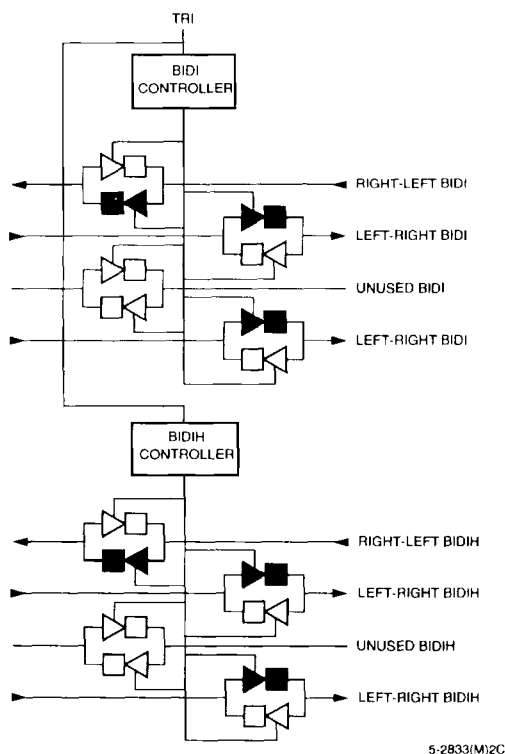 TRI
BIDI
CONTROLLER
RIGHT-LEFT BIDI
LEFT-RIGHT BIDI
UNUSED BIDI
LEFT-RIGHT BIDI
BIDIH
CONTROLLER
RIGHT-LEFT BIDIH
LEFT-RIGHT BIDIH
UNUSED BIDIH
LEFT-RIGHT BIDIH
5-2833(M)2C